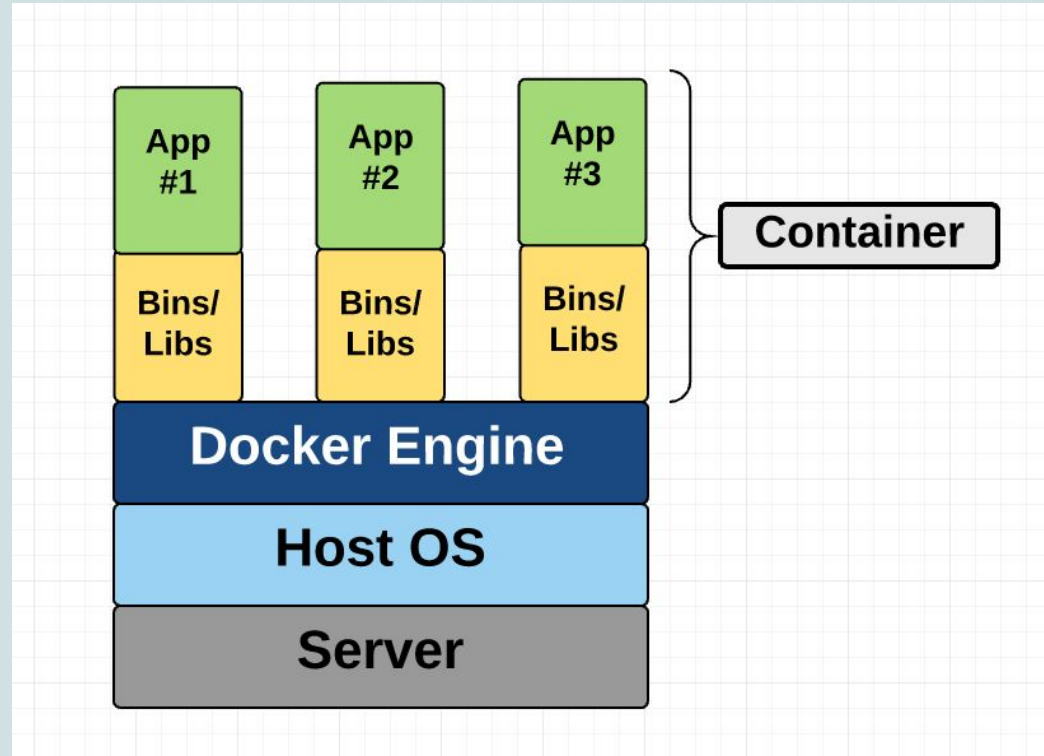 App
#1
App
#2
App
#3
Container
Bins/
Libs
Bins/
Libs
Bins/
Libs
Docker Engine
Host OS
Server